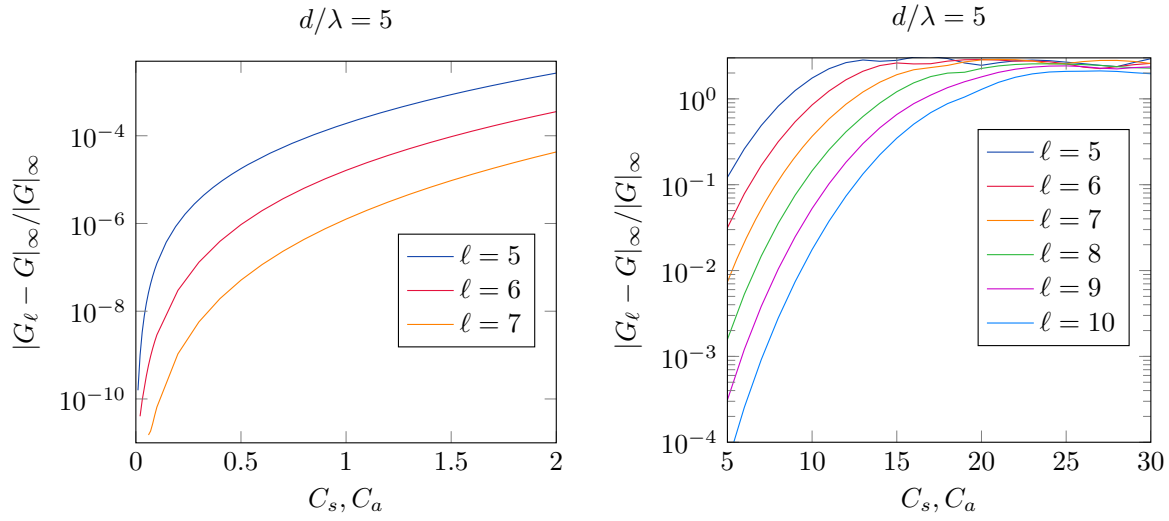 d/λ = 5
|G_ℓ − G|_∞/|G|_∞
10^−4
10^−6
10^−8
10^−10
0
0.5
1
1.5
2
C_s, C_a
ℓ = 5
ℓ = 6
ℓ = 7
d/λ = 5
|G_ℓ − G|_∞/|G|_∞
10^0
10^−1
10^−2
10^−3
10^−4
5
10
15
20
25
30
C_s, C_a
ℓ = 5
ℓ = 6
ℓ = 7
ℓ = 8
ℓ = 9
ℓ = 10